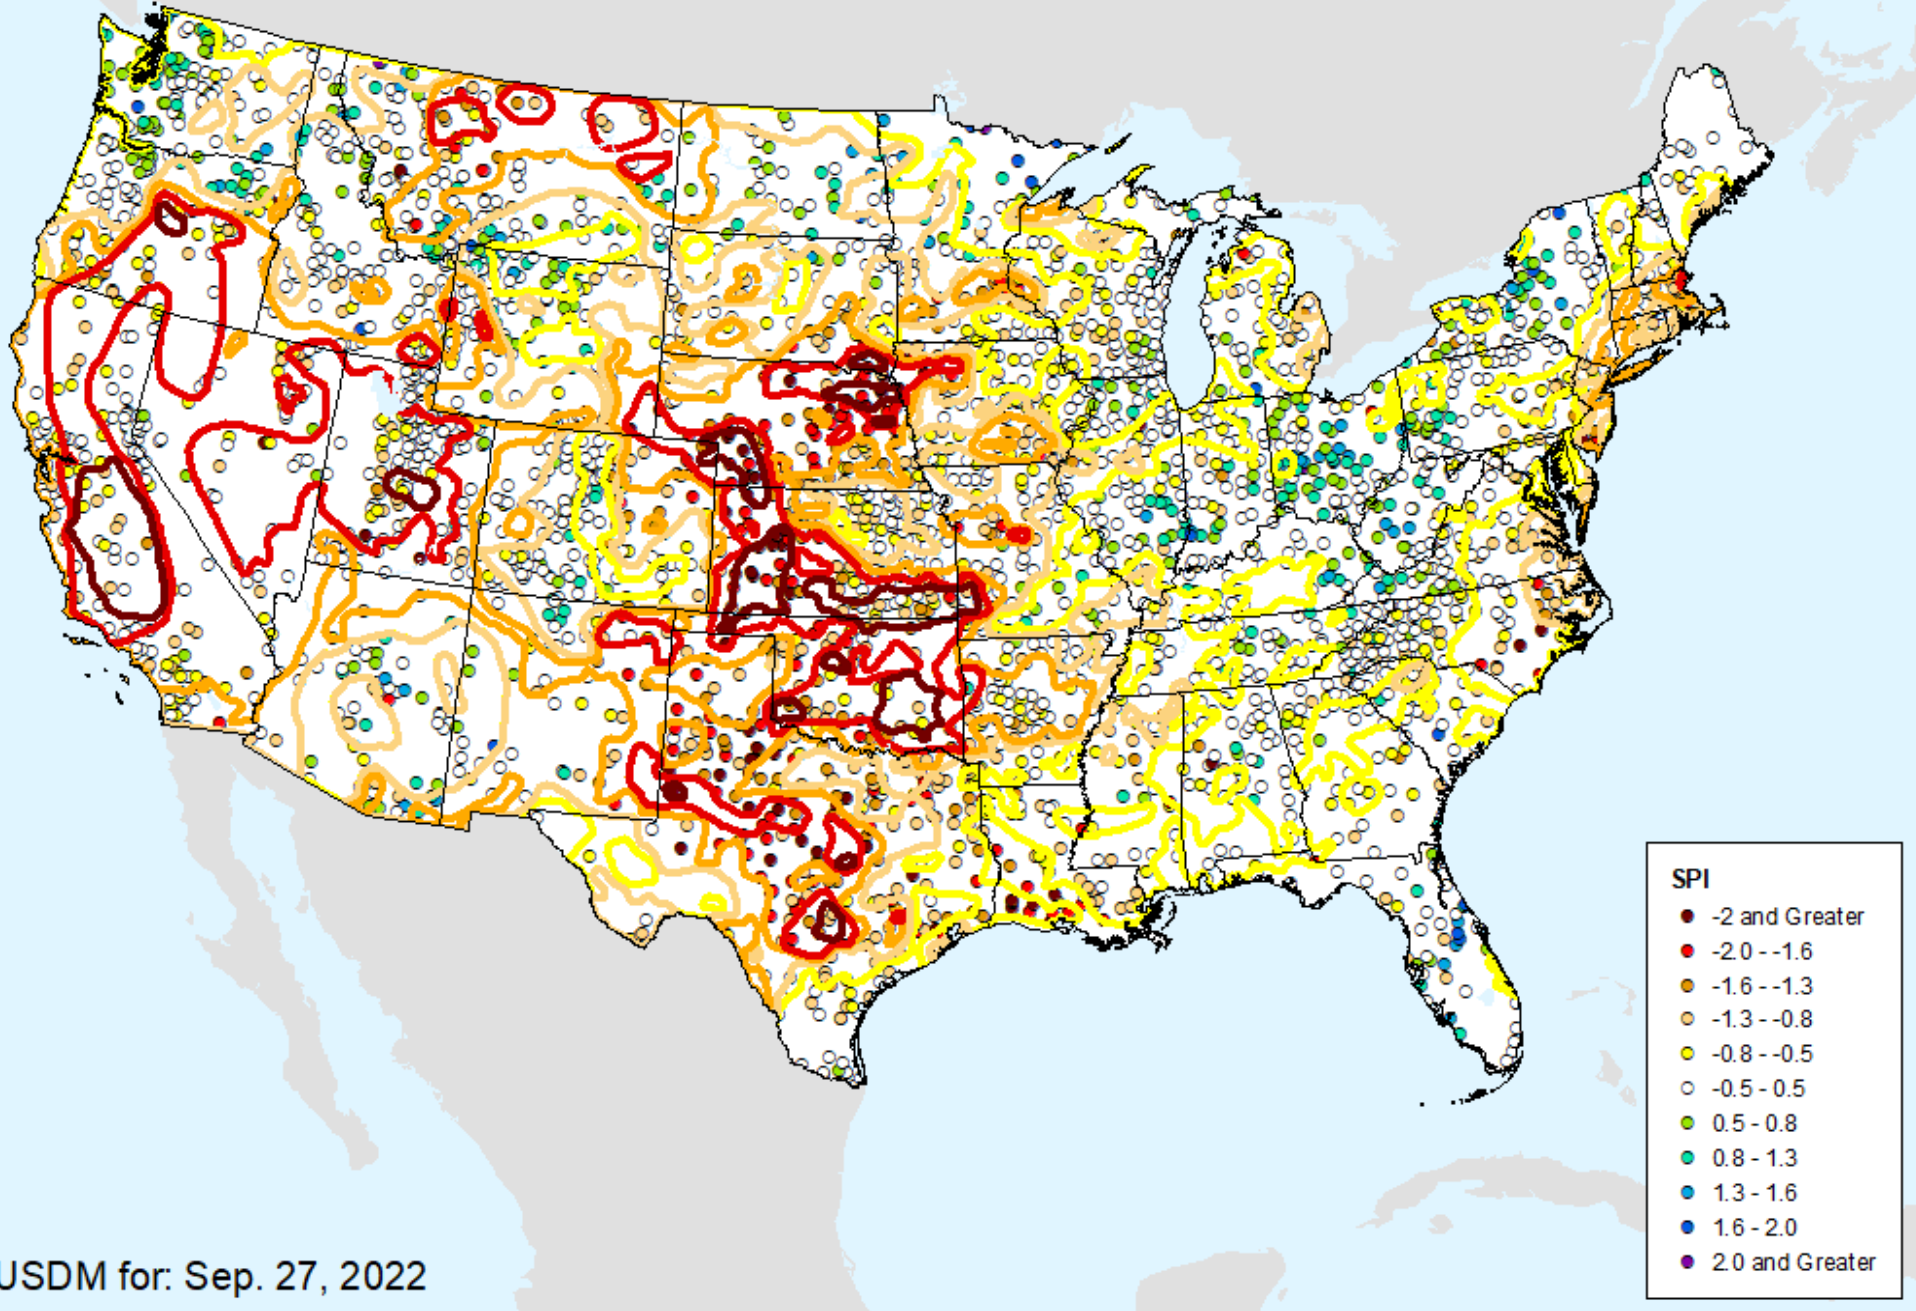 SPI
-2 and Greater
-2.0 - -1.6
-1.6 - -1.3
-1.3 - -0.8
-0.8 - -0.5
-0.5 - 0.5
0.5 - 0.8
0.8 - 1.3
1.3 - 1.6
1.6 - 2.0
2.0 and Greater
USDM for: Sep. 27, 2022